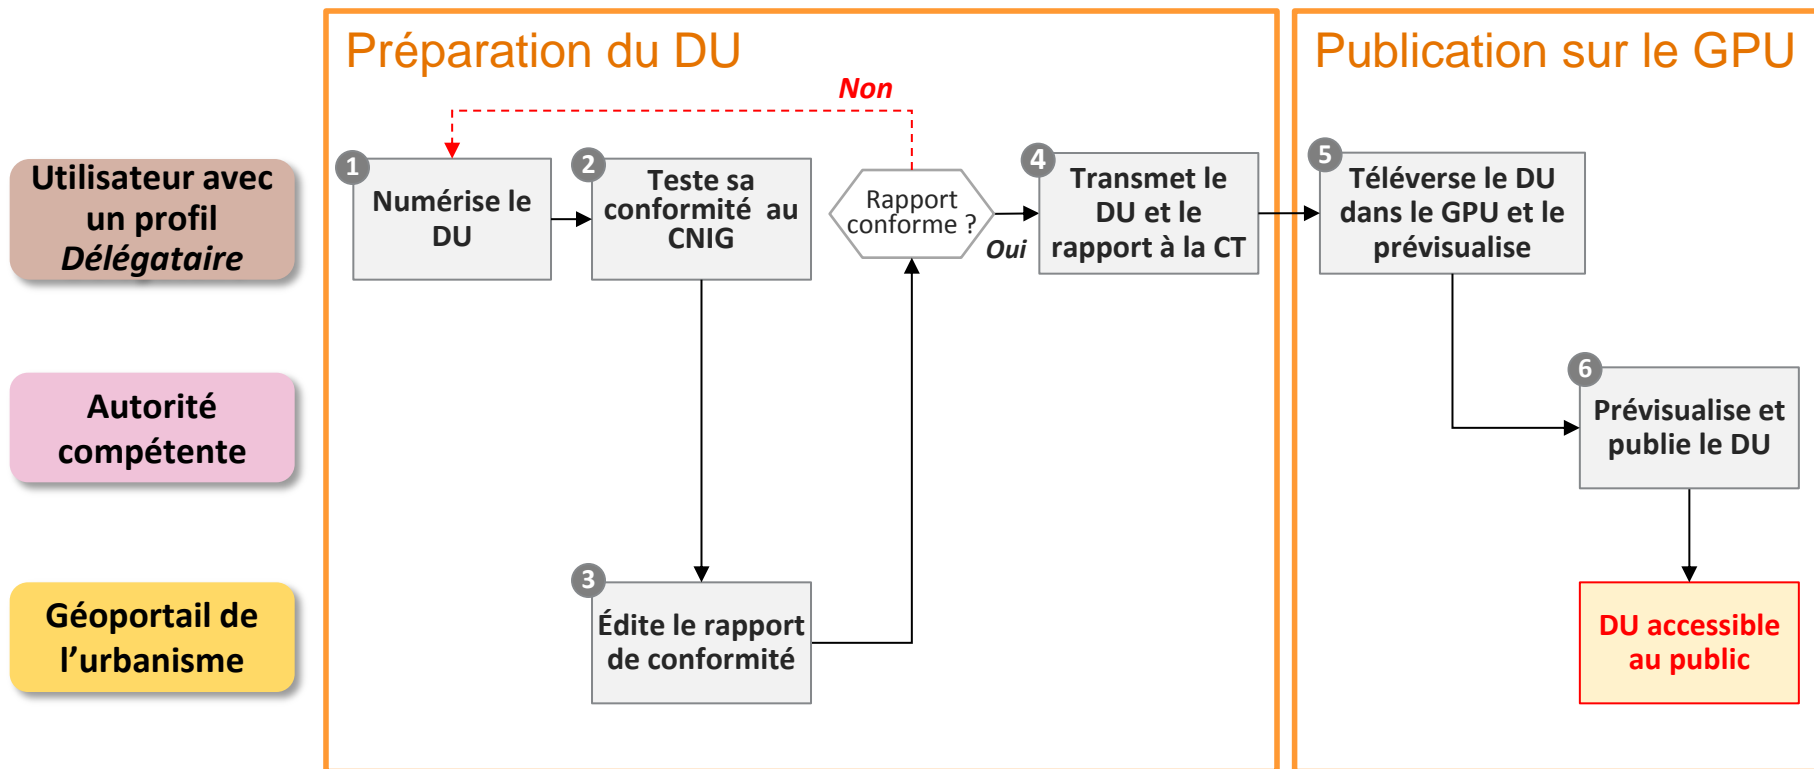 Préparation du DU
Publication sur le GPU
Non
Utilisateur avec
un profil
Délégataire
1
Numérise le
DU
2
Teste sa
conformité au
CNIG
Rapport
conforme ?
Oui
4
Transmet le
DU et le
rapport à la CT
5
Téléverse le DU
dans le GPU et le
prévisualise
Autorité
compétente
6
Prévisualise et
publie le DU
Géoportail de
l’urbanisme
3
Édite le rapport
de conformité
DU accessible
au public